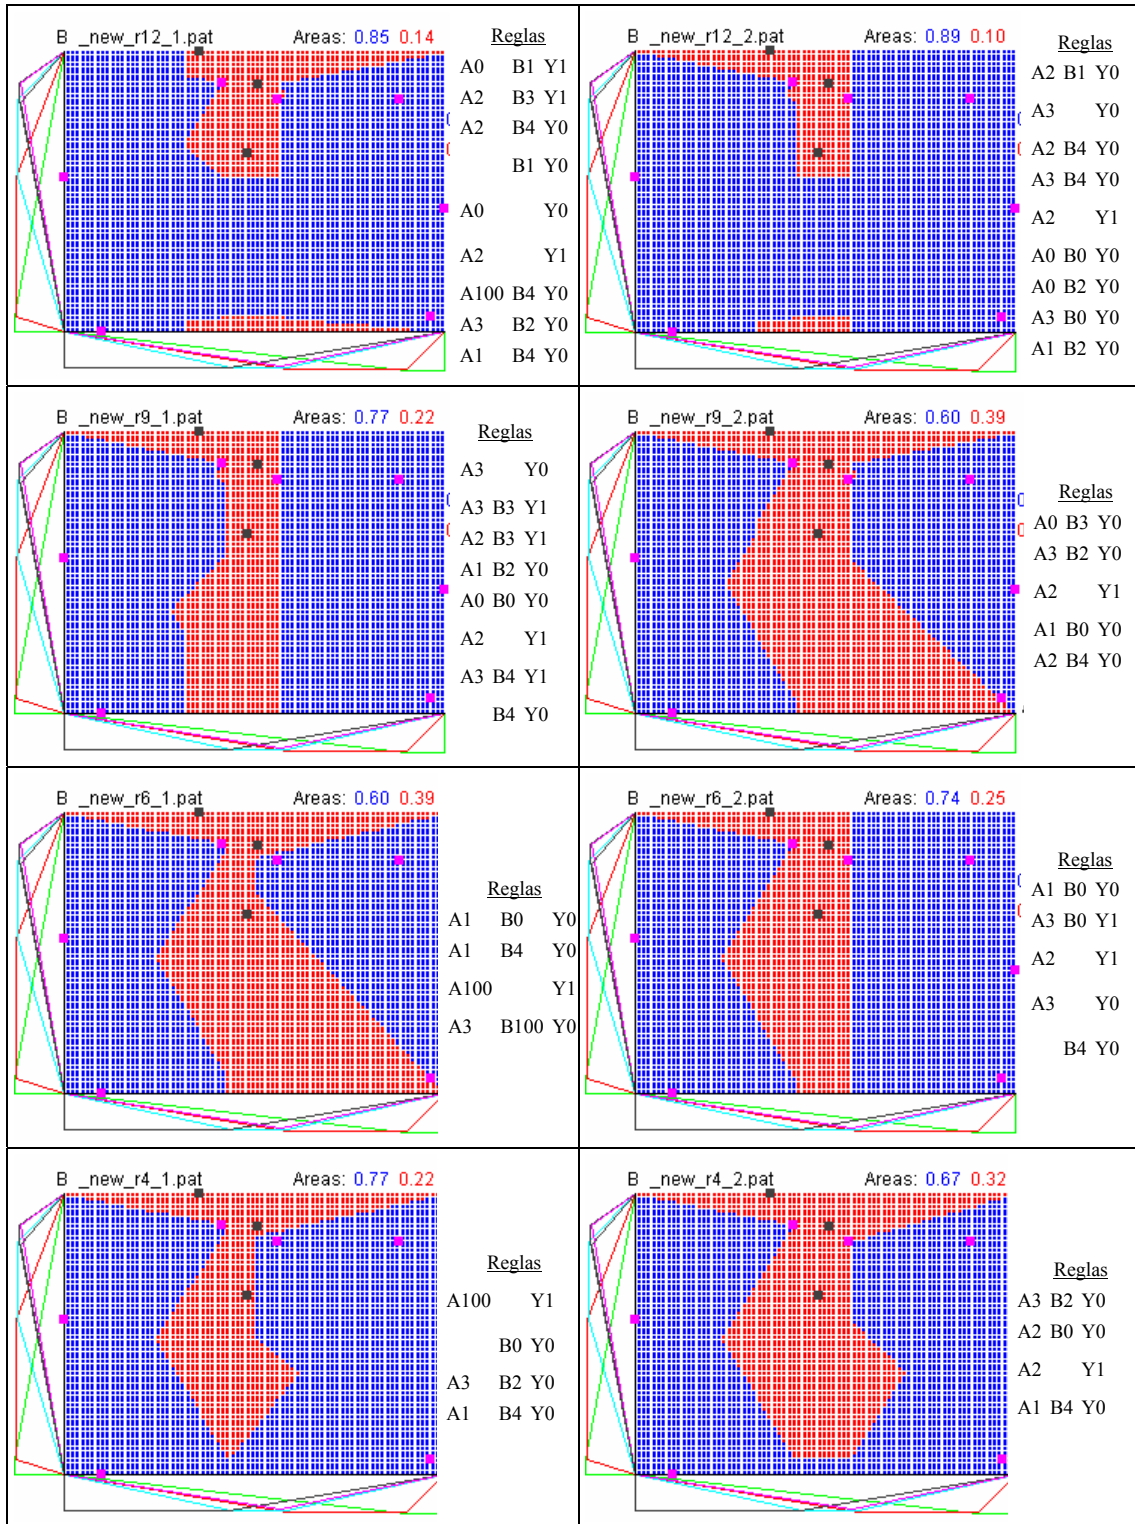 B _new_r12_1.pat Areas: 0.85 0.14
Reglas
A0 B1 Y1
A2 B3 Y1
A2 B4 Y0
B1 Y0
A0 Y0
A2 Y1
A100 B4 Y0
A3 B2 Y0
A1 B4 Y0
B _new_r12_2.pat Areas: 0.89 0.10
Reglas
A2 B1 Y0
A3 Y0
A2 B4 Y0
A3 B4 Y0
A2 Y1
A0 B0 Y0
A0 B2 Y0
A3 B0 Y0
A1 B2 Y0
B _new_r9_1.pat Areas: 0.77 0.22
Reglas
A3 Y0
A3 B3 Y1
A2 B3 Y1
A1 B2 Y0
A0 B0 Y0
A2 Y1
A3 B4 Y1
B4 Y0
B _new_r9_2.pat Areas: 0.60 0.39
Reglas
A0 B3 Y0
A3 B2 Y0
A2 Y1
A1 B0 Y0
A2 B4 Y0
B _new_r6_1.pat Areas: 0.60 0.39
Reglas
A1 B0 Y0
A1 B4 Y0
A100 Y1
A3 B100 Y0
B _new_r6_2.pat Areas: 0.74 0.25
Reglas
A1 B0 Y0
A3 B0 Y1
A2 Y1
A3 Y0
B4 Y0
B _new_r4_1.pat Areas: 0.77 0.22
Reglas
A100 Y1
B0 Y0
A3 B2 Y0
A1 B4 Y0
B _new_r4_2.pat Areas: 0.67 0.32
Reglas
A3 B2 Y0
A2 B0 Y0
A2 Y1
A1 B4 Y0